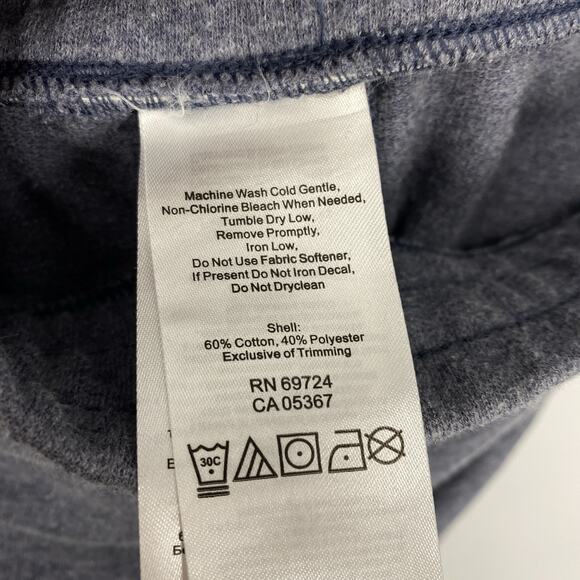 Machine Wash Cold Gentle,
Non-Chlorine Bleach When Needed,
Tumble Dry Low,
Remove Promptly,
Iron Low,
Do Not Use Fabric Softener,
If Present Do Not Iron Decal,
Do Not Dryclean
Shell:
60% Cotton, 40% Polyester
Exclusive of Trimming
RN 69724
CA 05367
30C